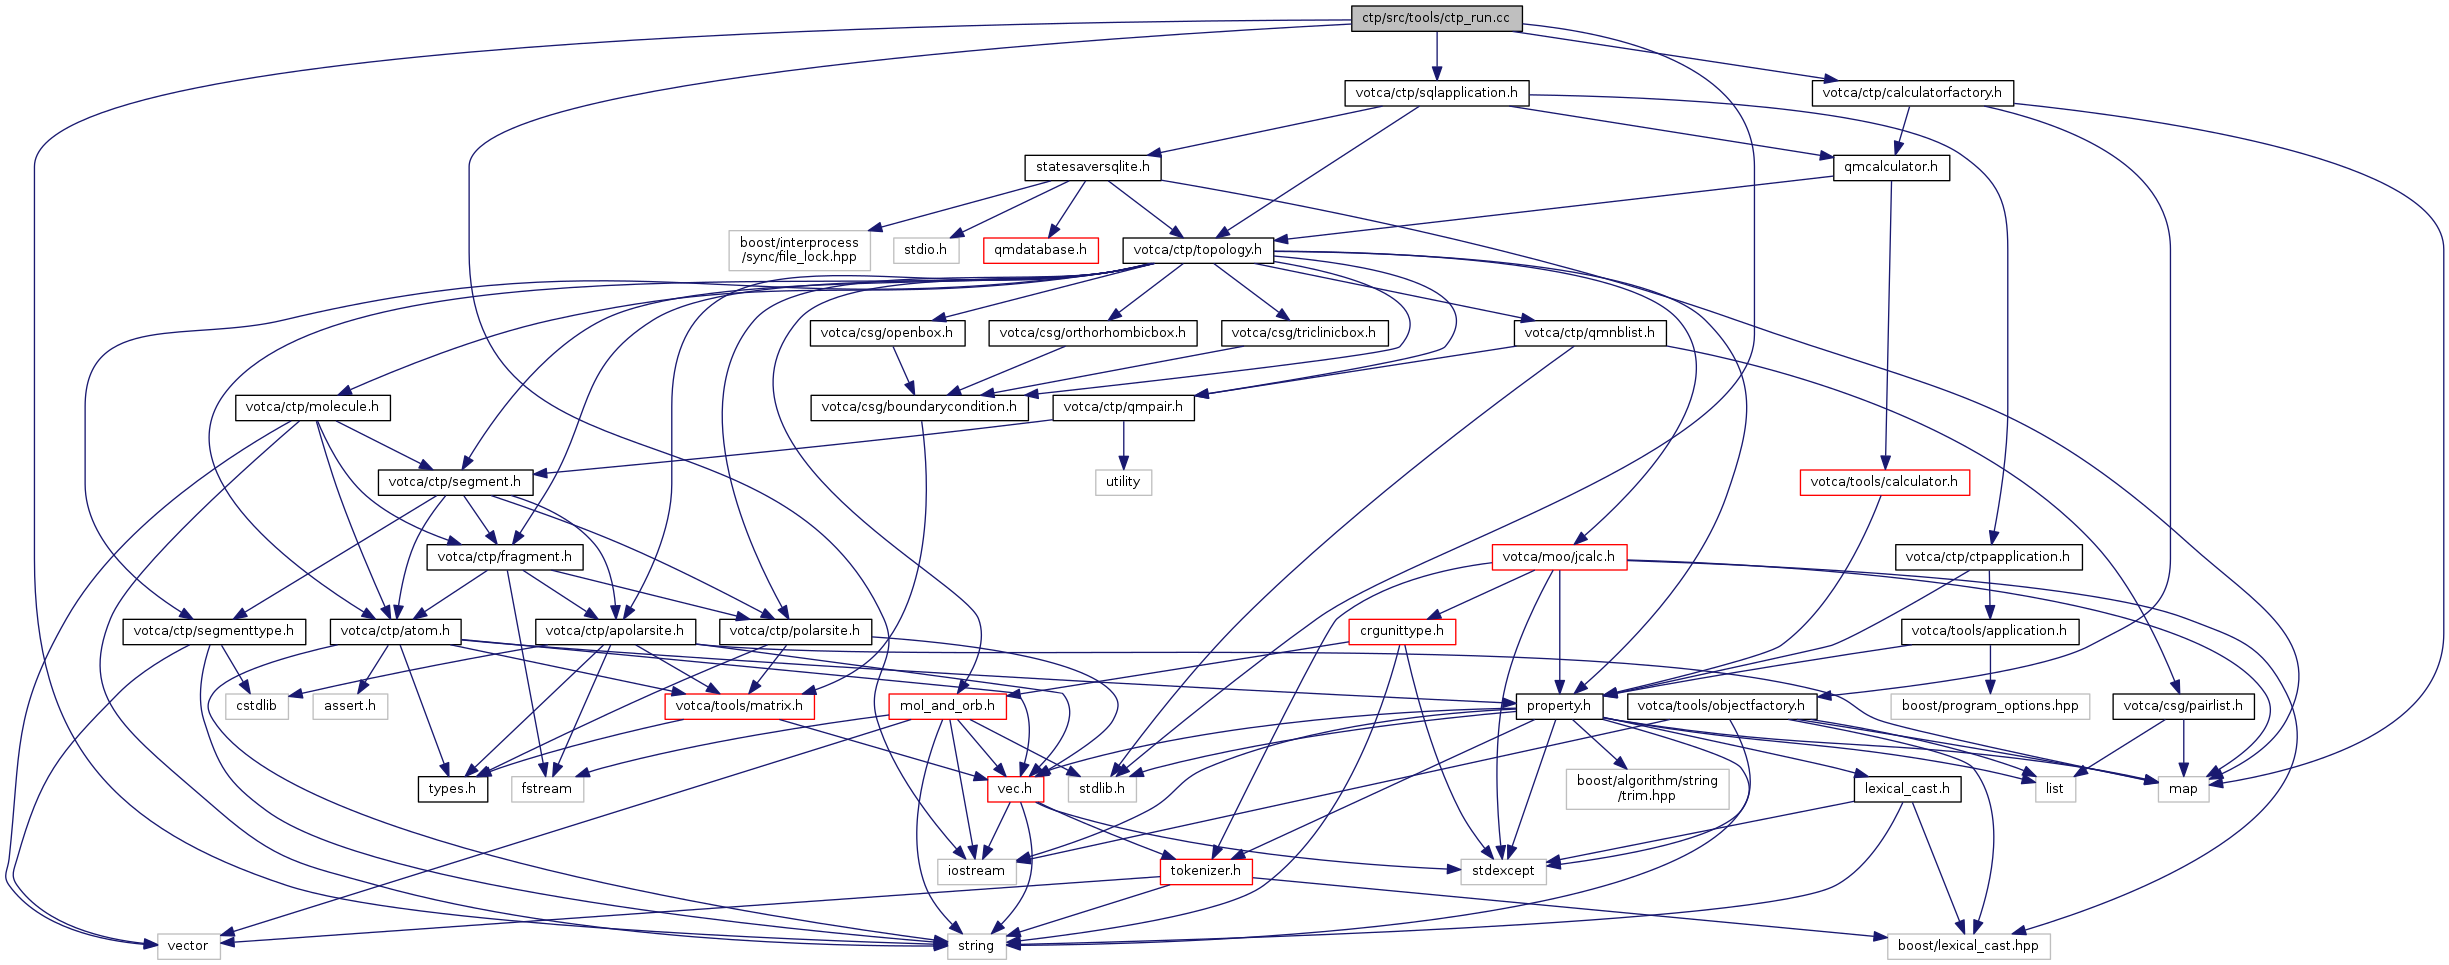 ctp/src/tools/ctp_run.cc
votca/ctp/sqlapplication.h
votca/ctp/calculatorfactory.h
statesaversqlite.h
qmcalculator.h
boost/interprocess
/sync/file_lock.hpp
stdio.h
qmdatabase.h
votca/ctp/topology.h
votca/csg/openbox.h
votca/csg/orthorhombicbox.h
votca/csg/triclinicbox.h
votca/ctp/qmnblist.h
votca/ctp/molecule.h
votca/csg/boundarycondition.h
votca/ctp/qmpair.h
votca/ctp/segment.h
utility
votca/tools/calculator.h
votca/ctp/fragment.h
votca/moo/jcalc.h
votca/ctp/ctpapplication.h
votca/ctp/segmenttype.h
votca/ctp/atom.h
votca/ctp/apolarsite.h
votca/ctp/polarsite.h
crgunittype.h
votca/tools/application.h
cstdlib
assert.h
votca/tools/matrix.h
mol_and_orb.h
property.h
votca/tools/objectfactory.h
boost/program_options.hpp
votca/csg/pairlist.h
types.h
fstream
vec.h
stdlib.h
boost/algorithm/string
/trim.hpp
lexical_cast.h
list
map
iostream
tokenizer.h
stdexcept
vector
string
boost/lexical_cast.hpp